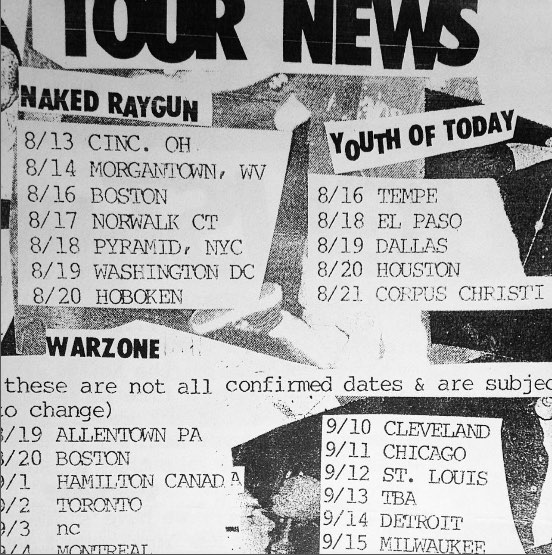 TOUR NEWS
NAKED RAYGUN
8/13 CINC. OH
8/14 MORGANTOWN, WV
8/16 BOSTON
8/17 NORWALK CT
8/18 PYRAMID, NYC
8/19 WASHINGTON DC
8/20 HOBOKEN
YOUTH OF TODAY
8/16 TEMPE
8/18 EL PASO
8/19 DALLAS
8/20 HOUSTON
8/21 CORPUS CHRISTI
WARZONE
these are not all confirmed dates & are subjec
to change)
/19 ALLENTOWN PA
/20 BOSTON
/1 HAMILTON CANADA
/2 TORONTO
/3 nc
/4 MONTREAL
9/10 CLEVELAND
9/11 CHICAGO
9/12 ST. LOUIS
9/13 TBA
9/14 DETROIT
9/15 MILWAUKEE